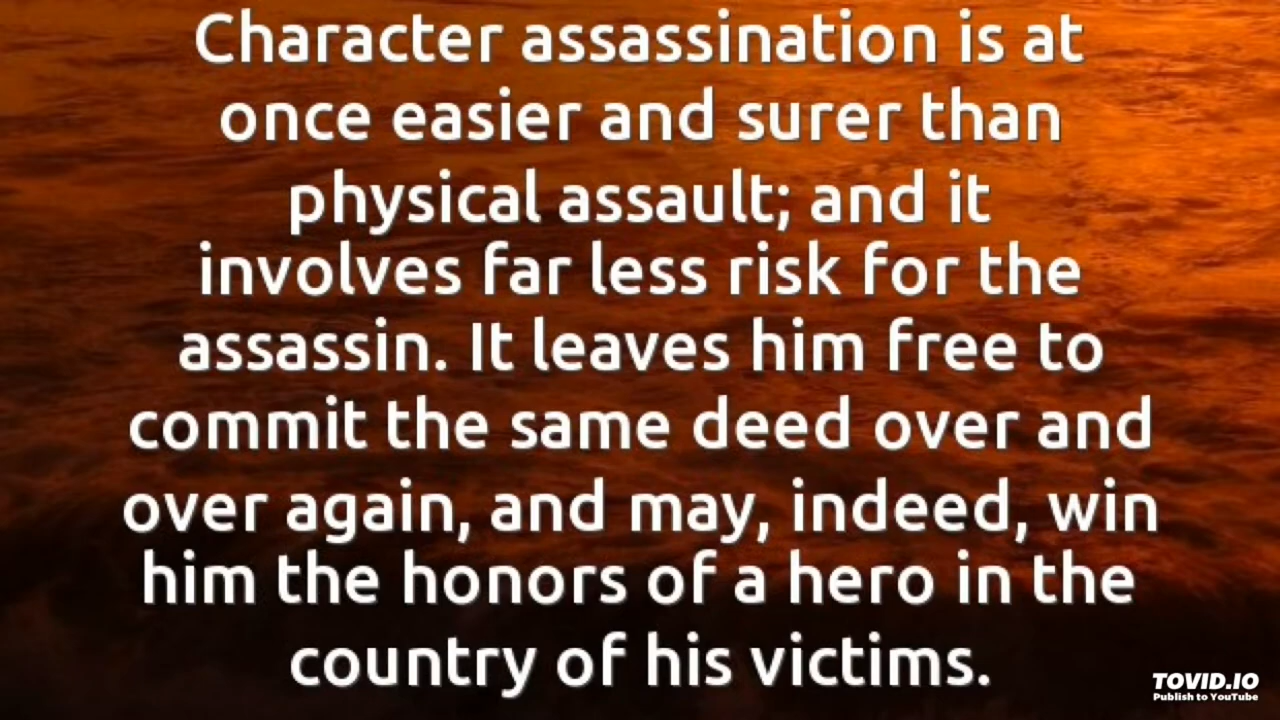 Character assassination is at
once easier and surer than
physical assault; and it
involves far less risk for the
assassin. It leaves him free to
commit the same deed over and
over again, and may, indeed, win
him the honors of a hero in the
country of his victims.
TOVID.IO
Publish to YouTube